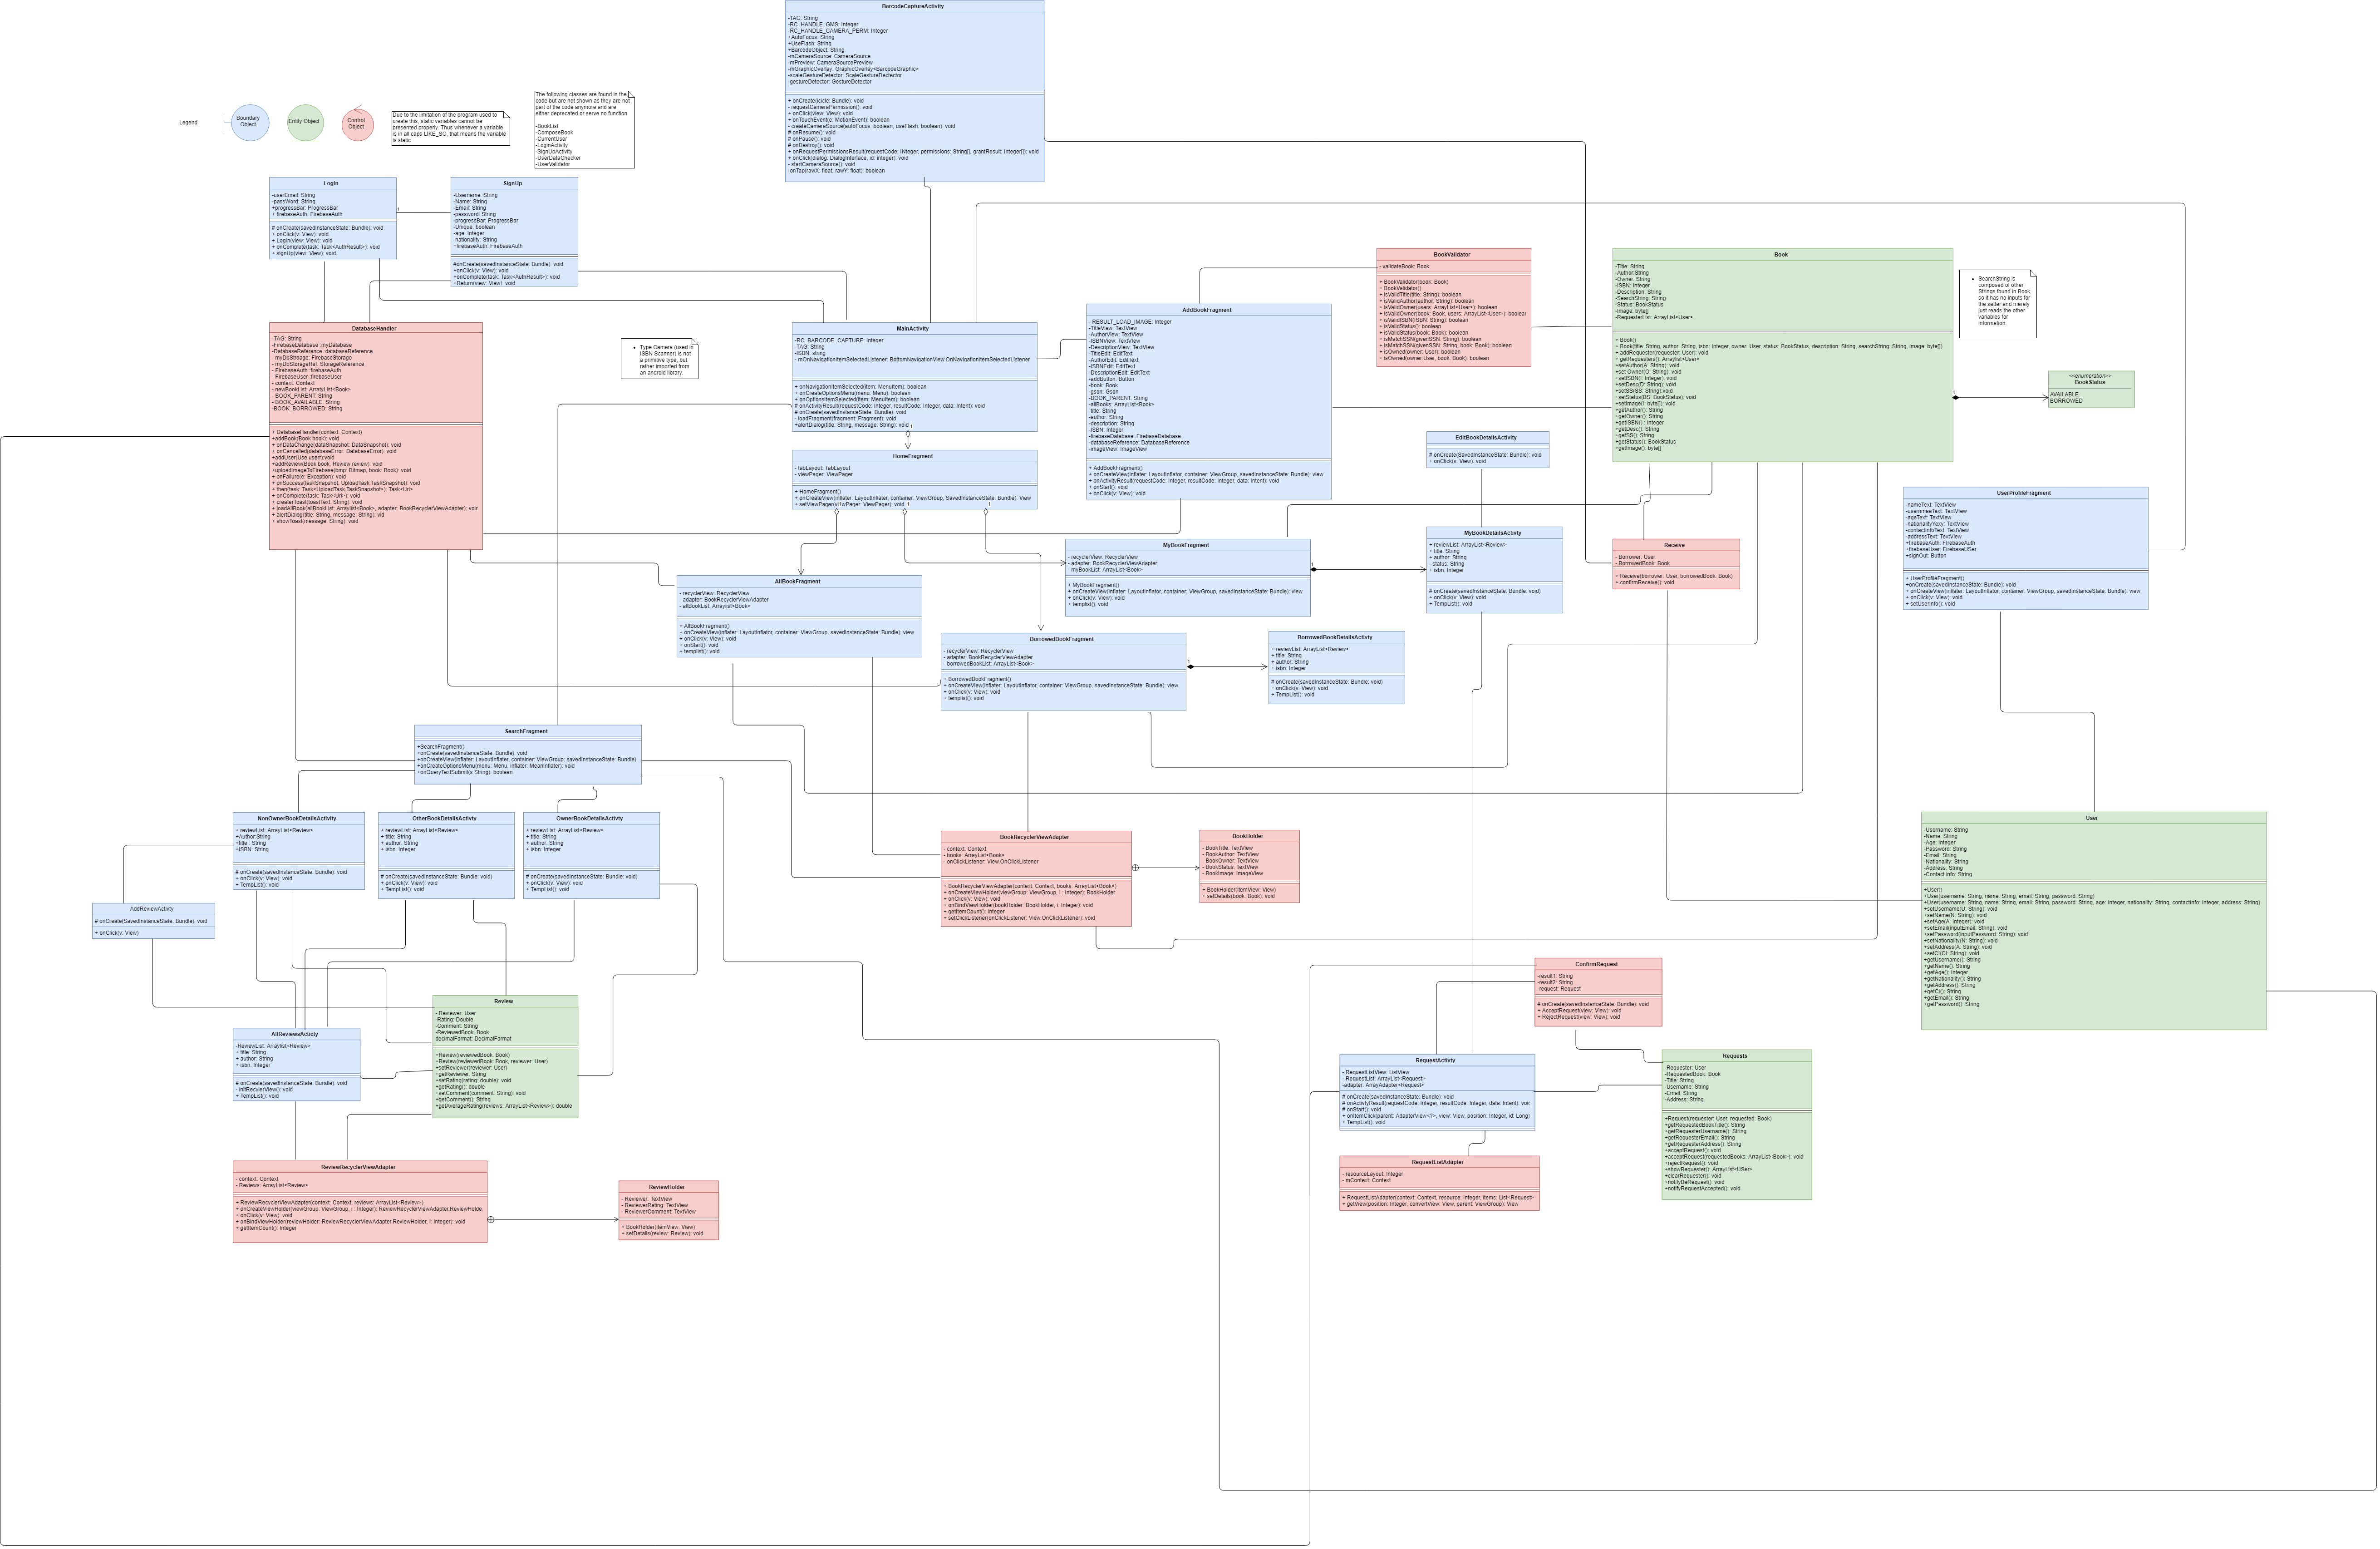 BarcodeCaptureActivity
-TAG: String
-RC_HANDLE_GMS: Integer
-RC_HANDLE_CAMERA_PERM: Integer
+AutoFocus: String
+UseFlash: String
+BarcodeObject: String
-mCameraSource: CameraSource
-mPreview: CameraSourcePreview
-mGraphicOverlay: GraphicOverlay<BarcodeGraphic>
-scaleGestureDetector: ScaleGestureDectector
-gestureDetector: GestureDetector
+ onCreate(icicle: Bundle): void
- requestCameraPermission(): void
+ onClick(view: View): void
+ onTouchEvent(e: MotionEvent): boolean
- createCameraSource(autoFocus: boolean, useFlash: boolean): void
# onResume(): void
# onPause(): void
# onDestroy(): void
+ onRequestPermissionsResult(requestCode: INteger, permissions: String[], grantResult: Integer[]): void
+ onClick(dialog: DialogInterface, id: integer): void
- startCameraSource(): void
-onTap(rawX: float, rawY: float): boolean
Legend
Boundary
Object
Entity Object
Control
Object
Due to the limitation of the program used to
create this, static variables cannot be
presented properly. Thus whenever a variable
is in all caps LIKE_SO, that means the variable
is static
The following classes are found in the
code but are not shown as they are not
part of the code anymore and are
either deprecated or serve no function
-BookList
-ComposeBook
-CurrentUser
-LoginActivity
-SignUpActivity
-UserDataChecker
-UserValidator
Login
-userEmail: String
-passWord: String
+progressBar: ProgressBar
+ firebaseAuth: FirebaseAuth
# onCreate(savedInstanceState: Bundle): void
+ onClick(v: View): void
+ Login(view: View): void
+ onComplete(task: Task<AuthResult>): void
+ signUp(view: View): void
1
SignUp
-Username: String
-Name: String
-Email: String
-password: String
-progressBar: ProgressBar
-Unique: boolean
-age: Integer
-nationality: String
+firebaseAuth: FirebaseAuth
#onCreate(savedInstanceState: Bundle): void
+onClick(v: View): void
+onComplete(task: Task<AuthResult>): void
+Return(view: View): void
DatabaseHandler
-TAG: String
-FirebaseDatabase :myDatabase
-DatabaseReference :databaseReference
- myDbStroage: FirebaseStorage
- myDbStorageRef: StorageReference
- FirebaseAuth :firebaseAuth
- FirebaseUser :firebaseUser
- context: Context
- newBookList: ArratyList<Book>
- BOOK_PARENT: String
- BOOK_AVAILABLE: String
-BOOK_BORROWED: String
+ DatabaseHandler(context: Context)
+addBook(Book book): void
+ onDataChange(dataSnapshot: DataSnapshot): void
+ onCancelled(databaseError: DatabaseError): void
+addUser(Use userr):void
+addReview(Book book, Review review): void
+uploadImageToFirebase(bmp: Bitmap, book: Book): void
+ onFailure(e: Exception): void
+ onSuccess(taskSnapshot: UploadTask.TaskSnapshot): void
+ then(task: Task<UploadTask.TaskSnapshot>): Task<Uri>
+ onComplete(task: Task<Uri>): void
+ createrToast(toastText: String): void
+ loadAllBook(allBookList: Arraylist<Book>, adapter: BookRecyclerViewAdapter): voic
+ alertDialog(title: String, message: String): vid
+ showToast(message: String): void
Type Camera (used in
ISBN Scanner) is not
a primitive type, but
rather imported from
an android library.
MainActivity
-RC_BARCODE_CAPTURE: Integer
-TAG: String
-ISBN: string
- mOnNavigationItemSelectedListener: BottomNavigationView.OnNavigationItemSelectedListener
+ onNavigationItemSelected(item: MenuItem): boolean
+ onCreateOptionsMenu(menu: Menu): boolean
+ onOptionsItemSelected(item: MenuItem): boolean
# onActivityResult(requestCode: Integer, resultCode: Integer, data: Intent): void
# onCreate(savedInstanceState: Bundle): void
- loadFragment(fragment: Fragment): void
+alertDialog(title: String, message: String): void
1
HomeFragment
- tabLayout: TabLayout
- viewPager: ViewPager
+ HomeFragment()
+ onCreateView(inflater: LayoutInflator, container: ViewGroup, SavedInstanceState: Bundle): View
+ setViewPager(viewPager: ViewPager): void
1
1
1
AddBookFragment
- RESULT_LOAD_IMAGE: Integer
-TitleView: TextView
-AuthorView: TextView
-ISBNView: TextView
-DescriptionView: TextView
-TitleEdit: EditText
-AuthorEdit: EditText
-ISBNEdit: EditText
-DescriptionEdit: EditText
-addButton: Button
-book: Book
-gson: Gson
-BOOK_PARENT: String
-allBooks: ArrayList<Book>
-title: String
-author: String
-description: String
-ISBN: Integer
-firebaseDatabase: FirebaseDatabase
-databaseReference: DatabaseReference
-imageView: ImageView
+ AddBookFragment()
+ onCreateView(inflater: LayoutInflator, container: ViewGroup, savedInstanceState: Bundle): view
+ onActivityResult(requestCode: Integer, resultCode: Integer, data: Intent): void
+ onStart(): void
+ onClick(v: View): void
BookValidator
- validateBook: Book
+ BookValidator(book: Book)
+ BookValidator()
+ isValidTitle(title: String): boolean
+ isValidAuthor(author: String): boolean
+ isValidOwner(users: ArrayList<User>): boolean
+ isValidOwner(book: Book, users: ArrayList<User>): boolean
+ isValidISBN(ISBN: String): boolean
+ isValidStatus(): boolean
+ isValidStatus(book: Book): boolean
+ isMatchSSN(givenSSN: String): boolean
+ isMatchSSN(givenSSN: String, book: Book): boolean
+ isOwned(owner: User): boolean
+ isOwned(owner:User, book: Book): boolean
Book
-Title: String
-Author:String
-Owner: String
-ISBN: Integer
-Description: String
-SearchString: String
-Status: BookStatus
-image: byte[]
-RequesterList: ArrayList<User>
+ Book()
+ Book(title: String, author: String, isbn: Integer, owner: User, status: BookStatus, description: String, searchString: String, image: byte[])
+ addRequester(requester: User): void
+ getRequesters(): Arraylist<User>
+setAuthor(A: String): void
+ set Owner(O: String): void
+setISBN(I: Integer): void
+setDesc(D: String): void
+setSS(SS: String):void
+setStatus(BS: BookStatus): void
+setImage(I: byte[]): void
+getAuthor(): String
+getOwner(): String
+getISBN() : Integer
+getDesc(): String
+getSS(): String
+getStatus(): BookStatus
+getImage(): byte[]
SearchString is
composed of other
Strings found in Book,
so it has no inputs for
the setter and merely
just reads the other
variables for
information.
1
<<enumeration>>
BookStatus
AVAILABLE
BORROWED
EditBookDetailsActivity
# onCreate(SavedInstanceState: Bundle): void
+ onClick(v: View): void
MyBookDetailsActivity
+ reviewList: ArrayList<Review>
+ title: String
+ author: String
- status: String
+ isbn: Integer
# onCreate(savedInstanceState: Bundle: void)
+ onClick(v: View): void
+ TempList(): void
UserProfileFragment
-nameText: TextView
-usernmaeText: TextView
-ageText: TextView
-nationalityYexy: TextView
-contactInfoText: TextView
-addressText: TextView
+firebaseAuth: FirebaseAuth
+firebaseUser: FirebaseUSer
+signOut: Button
+ UserProfileFragment()
+onCreate(savedInstanceState: Bundle): void
+ onCreateView(inflater: LayoutInflator, container: ViewGroup, savedInstanceState: Bundle): view
+ onClick(v: View): void
+ setUserInfo(): void
Receive
- Borrower: User
- BorrowedBook: Book
+ Receive(borrower: User, borrowedBook: Book)
+ confirmReceive(): void
MyBookFragment
- recyclerView: RecyclerView
- adapter: BookRecyclerViewAdapter
- myBookList: ArrayList<Book>
+ MyBookFragment()
+ onCreateView(inflater: LayoutInflator, container: ViewGroup, savedInstanceState: Bundle): view
+ onClick(v: View): void
+ templist(): void
1
AllBookFragment
- recyclerView: RecyclerView
- adapter: BookRecyclerViewAdapter
- allBookList: Arraylist<Book>
+ AllBookFragment()
+ onCreateView(inflater: LayoutInflator, container: ViewGroup, savedInstanceState: Bundle): view
+ onClick(v: View): void
+ onStart(): void
+ templist(): void
BorrowedBookFragment
- recyclerView: RecyclerView
- adapter: BookRecyclerViewAdapter
- borrowedBookList: ArrayList<Book>
+ BorrowedBookFragment()
+ onCreateView(inflater: LayoutInflator, container: ViewGroup, savedInstanceState: Bundle): view
+ onClick(v: View): void
+ templist(): void
1
BorrowedBookDetailsActivty
+ reviewList: ArrayList<Review>
+ title: String
+ author: String
+ isbn: Integer
# onCreate(savedInstanceState: Bundle: void)
+ onClick(v: View): void
+ TempList(): void
SearchFragment
+SearchFragment()
+onCreate(savedInstanceState: Bundle): void
+onCreateView(inflater: LayoutInflater, container: ViewGroup: savedInstanceState: Bundle)
+onCreateOptionsMenu(menu: Menu, inflater: MeanInflater): void
+onQueryTextSubmit(s String): boolean
NonOwnerBookDetailsActivity
+ reviewList: ArrayList<Review>
+Author:String
+title : String
+ISBN: String
# onCreate(savedInstanceState: Bundle): void
+ onClick(v: View): void
+ TempList(): void
OtherBookDetailsActivty
+ reviewList: ArrayList<Review>
+ title: String
+ author: String
+ isbn: Integer
# onCreate(savedInstanceState: Bundle: void)
+ onClick(v: View): void
+ TempList(): void
OwnerBookDetailsActivty
+ reviewList: ArrayList<Review>
+ title: String
+ author: String
+ isbn: Integer
# onCreate(savedInstanceState: Bundle: void)
+ onClick(v: View): void
+ TempList(): void
BookRecyclerViewAdapter
- context: Context
- books: ArrayList<Book>
- onClickListener: View.OnClickListener
+ BookRecyclerViewAdapter(context: Context, books: ArrayList<Book>)
+ onCreateViewHolder(viewGroup: ViewGroup, i : Integer): BookHolder
+ onClick(v: View): void
+ onBindViewHolder(bookHolder: BookHolder, i: Integer): void
+ getItemCount(): Integer
+ setClickListener(onClickListener: View.OnClickListener): void
BookHolder
- BookTitle: TextView
- BookAuthor: TextView
- BookOwner: TextView
- BookStatus: TextView
- BookImage: ImageView
+ BookHolder(itemView: View)
+ setDetails(book: Book): void
User
-Username: String
-Name: String
-Age: Integer
-Password: String
-Email: String
-Nationality: String
-Address: String
-Contact info: String
+User()
+User(username: String, name: String, email: String, password: String)
+User(username: String, name: String, email: String, password: String, age: Integer, nationality: String, contactInfo: Integer, address: String)
+setUsername(U: String): void
+setName(N: String): void
+setAge(A: Integer): void
+setEmail(inputEmail: String): void
+setPassword(inputPassword: String): void
+setNationality(N: String): void
+setAddress(A: String): void
+setCI(CI: String): void
+getUsername(): String
+getName(): String
+getAge(): Integer
+getNationality(): String
+getAddress(): String
+getCI(): String
+getEmail(): String
+getPassword(): String
AddReviewActivty
# onCreate(SavedInstanceState: Bundle): void
+ onClick(v: View)
ConfirmRequest
-result1: String
-result2: String
-request: Request
# onCreate(savedInstanceState: Bundle): void
+ AcceptRequest(view: View): void
+ RejectRequest(view: View): void
Review
- Reviewer: User
-Rating: Double
-Comment: String
-ReviewedBook: Book
decimalFormat: DecimalFormat
+Review(reviewedBook: Book)
+Review(reviewedBook: Book, reviewer: User)
+setReviewer(reviewer: User)
+getReviewer: String
+setRating(rating: double): void
+getRating(): double
+setComment(comment: String): void
+getComment(): String
+getAverageRating(reviews: ArrayList<Review>): double
AllReviewsActicty
-ReviewList: Arraylist<Review>
+ title: String
+ author: String
+ isbn: Integer
# onCreate(savedInstanceState: Bundle): void
- initRecylerView(): void
+ TempList(): void
RequestActivty
- RequestListView: ListView
- RequestList: ArrayList<Request>
-adapter: ArrayAdapter<Request>
# onCreate(savedInstanceState: Bundle): void
# onActivtyResult(requestCode: Integer, resultCode: Integer, data: Intent): void
# onStart(): void
+ onItemClick(parent: AdapterView<?>, view: View, position: Integer, id: Long)
+ TempList(): void
Requests
-Requester: User
-RequestedBook: Book
-Title: String
-Username: String
-Email: String
-Address: String
+Request(requester: User, requested: Book)
+getRequestedBookTitle(): String
+getRequesterUsername(): String
+getRequesterEmail(): String
+getRequesterAddress(): String
+acceptRequest(): void
+acceptRequest(requestedBooks: ArrayList<Book>): void
+rejectRequest(): void
+showRequester(): ArrayList<USer>
+clearRequester(): void
+notifyBeRequest(): void
+notifyRequestAccepted(): void
RequestListAdapter
- resourceLayout: Integer
- mContext: Context
+ RequestListAdapter(context: Context, resource: Integer, items: List<Request>
+ getView(position: Integer, convertView: View, parent: ViewGroup): View
ReviewRecyclerViewAdapter
- context: Context
- Reviews: ArrayList<Review>
+ ReviewRecyclerViewAdapter(context: Context, reviews: ArrayList<Review>)
+ onCreateViewHolder(viewGroup: ViewGroup, i : Integer): ReviewRecyclerViewAdapter.ReviewHolde
+ onClick(v: View): void
+ onBindViewHolder(reviewHolder: ReviewRecyclerViewAdapter.ReviewHolder, i: Integer): void
+ getItemCount(): Integer
ReviewHolder
- Reviewer: TextView
- ReviewerRating: TextView
- ReviewerComment: TextView
+ BookHolder(itemView: View)
+ setDetails(review: Review): void